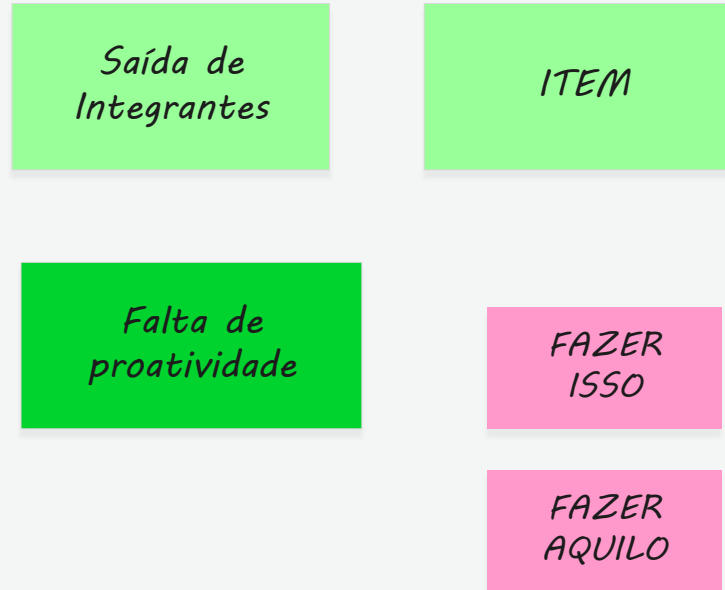 Saída de
Integrantes
ITEM
Falta de
proatividade
FAZER
ISSO
FAZER
AQUILO